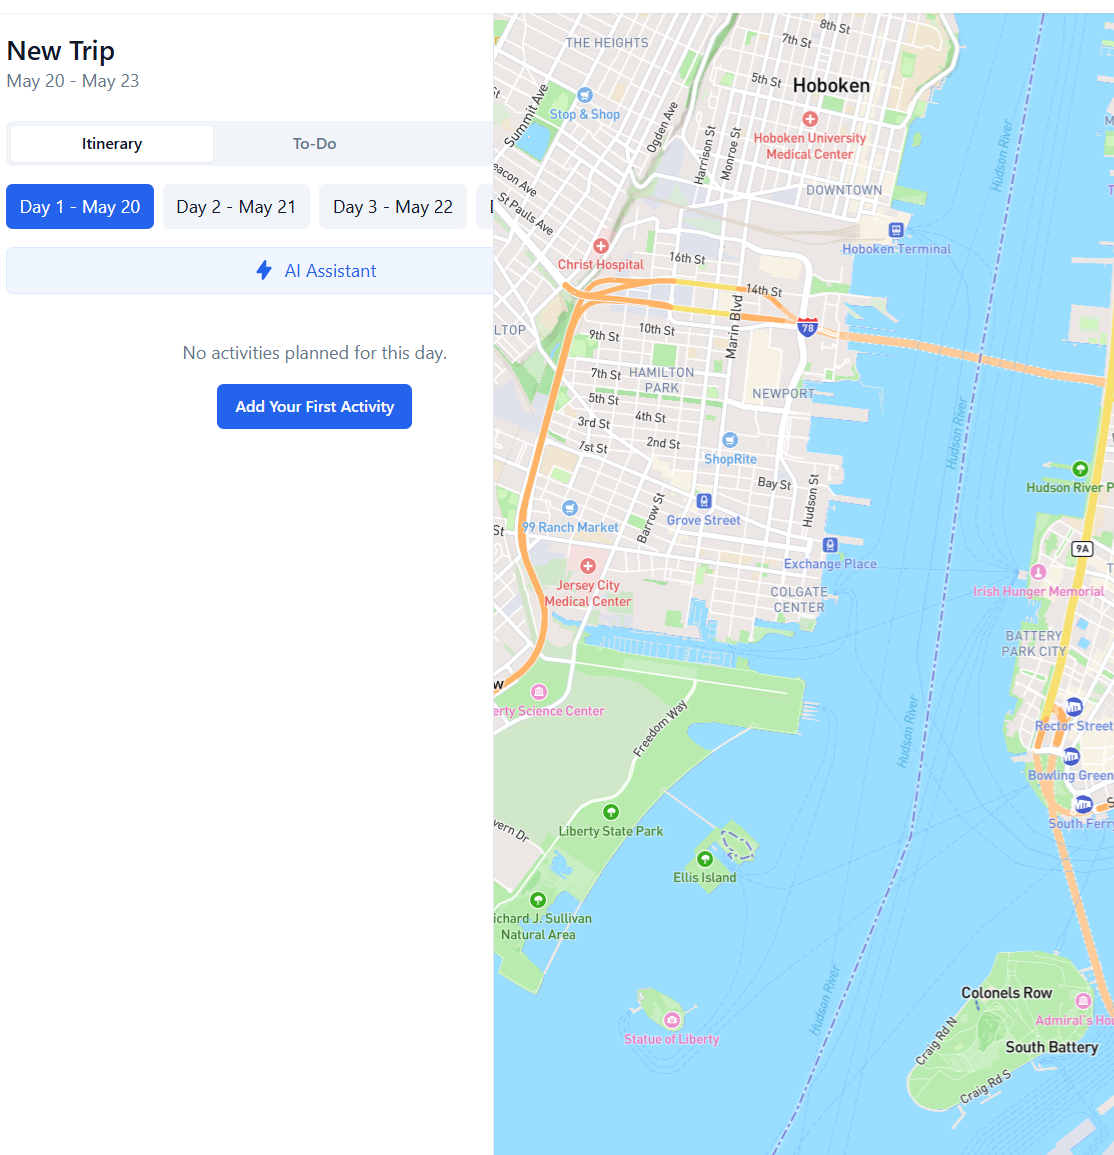 New Trip
May 20 - May 23
Itinerary
To-Do
Day 1 - May 20
Day 2 - May 21
Day 3 - May 22
AI Assistant
No activities planned for this day.
Add Your First Activity
THE HEIGHTS
8th St
7th St
5th St
Hoboken
Stop & Shop
Summit Ave
Ogden Ave
Hoboken University
Medical Center
Harrison St
Monroe St
eacon Ave
St Pauls Ave
DOWNTOWN
Hudson River
Hoboken Terminal
Christ Hospital
16th St
14th St
78
LTOP
10th St
9th St
Marin Blvd
7th St
HAMILTON
PARK
NEWPORT
5th St
4th St
3rd St
2nd St
1st St
ShopRite
Hudson River
Bay St
Hudson St
Hudson River P
99 Ranch Market
Barrow St
Grove Street
St
9A
Exchange Place
Jersey City
Medical Center
COLGATE
CENTER
Irish Hunger Memorial
BATTERY
PARK CITY
w
erty Science Center
Freedom Way
Hudson River
Rector Street
Bowling Green
South Ferry
Liberty State Park
vern Dr
Ellis Island
ichard J. Sullivan
Natural Area
Hudson River
Statue of Liberty
Colonels Row
Admiral's Ho
Craig Rd N
South Battery
Craig Rd S